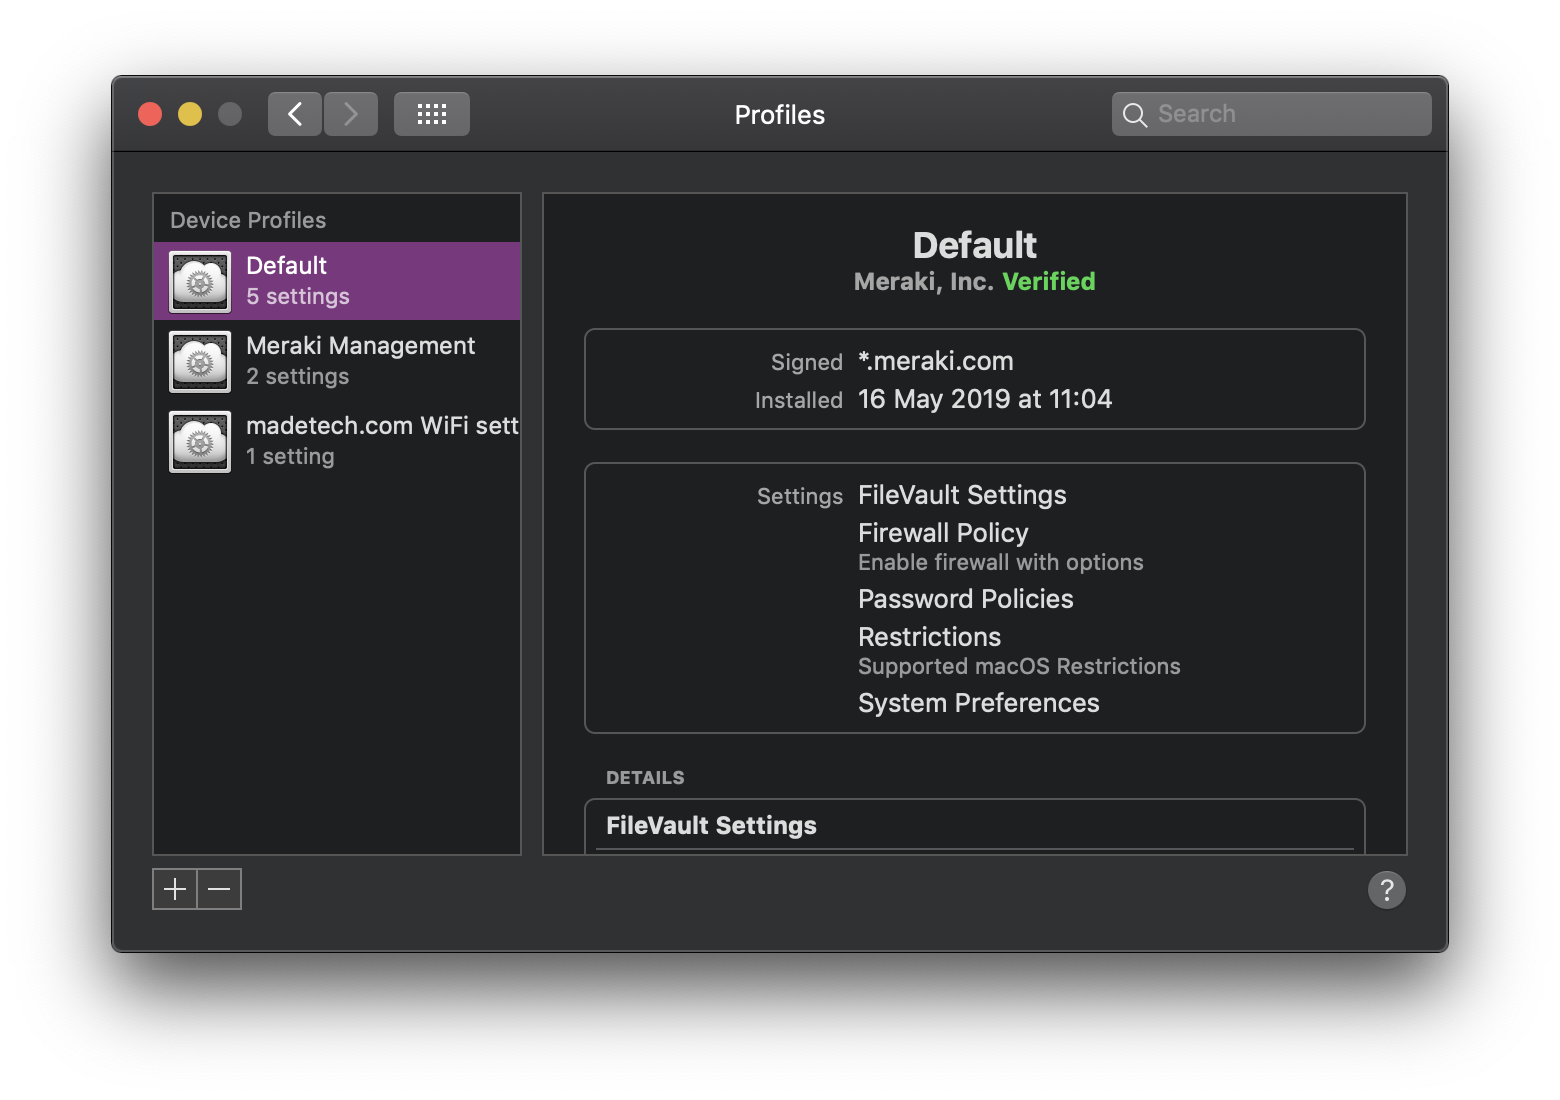 Profiles
Search
Device Profiles
Default
5 settings
Meraki Management
2 settings
madetech.com WiFi sett
1 setting
Default
Meraki, Inc. Verified
Signed *.meraki.com
Installed 16 May 2019 at 11:04
Settings FileVault Settings
Firewall Policy
Enable firewall with options
Password Policies
Restrictions
Supported macOS Restrictions
System Preferences
DETAILS
FileVault Settings
?